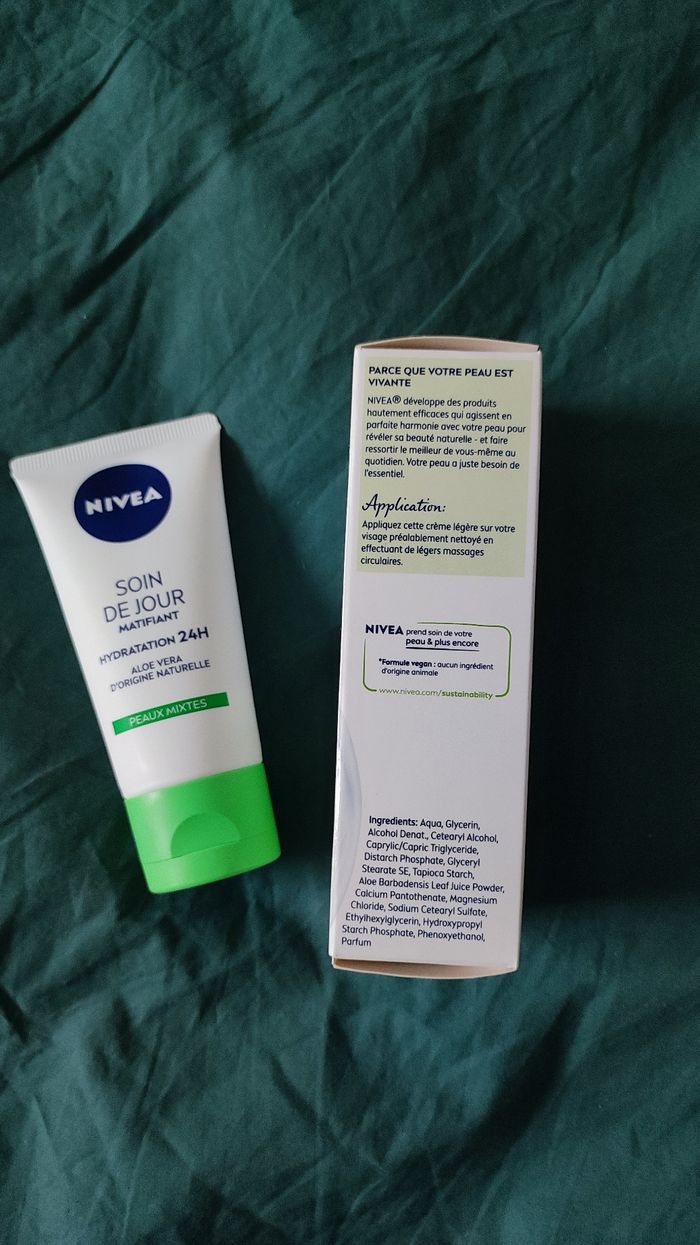 NIVEA
SOIN
DE JOUR
MATIFIANT
HYDRATATION 24H
ALOE VERA
D'ORIGINE NATURELLE
PEAUX MIXTES
PARCE QUE VOTRE PEAU EST
VIVANTE
NIVEA® développe des produits
hautement efficaces qui agissent en
parfaite harmonie avec votre peau pour
révéler sa beauté naturelle - et faire
ressortir le meilleur de vous-même au
quotidien. Votre peau a juste besoin de
l'essentiel.
Application:
Appliquez cette crème légère sur votre
visage préalablement nettoyé en
effectuant de légers massages
circulaires.
NIVEA prend soin de votre
peau & plus encore
*Formule vegan : aucun ingrédient
d'origine animale
www.nivea.com/sustainability
Ingredients: Aqua, Glycerin,
Alcohol Denat., Cetearyl Alcohol,
Caprylic/Capric Triglyceride,
Distarch Phosphate, Glyceryl
Stearate SE, Tapioca Starch,
Aloe Barbadensis Leaf Juice Powder,
Calcium Pantothenate, Magnesium
Chloride, Sodium Cetearyl Sulfate,
Ethylhexylglycerin, Hydroxypropyl
Starch Phosphate, Phenoxyethanol,
Parfum